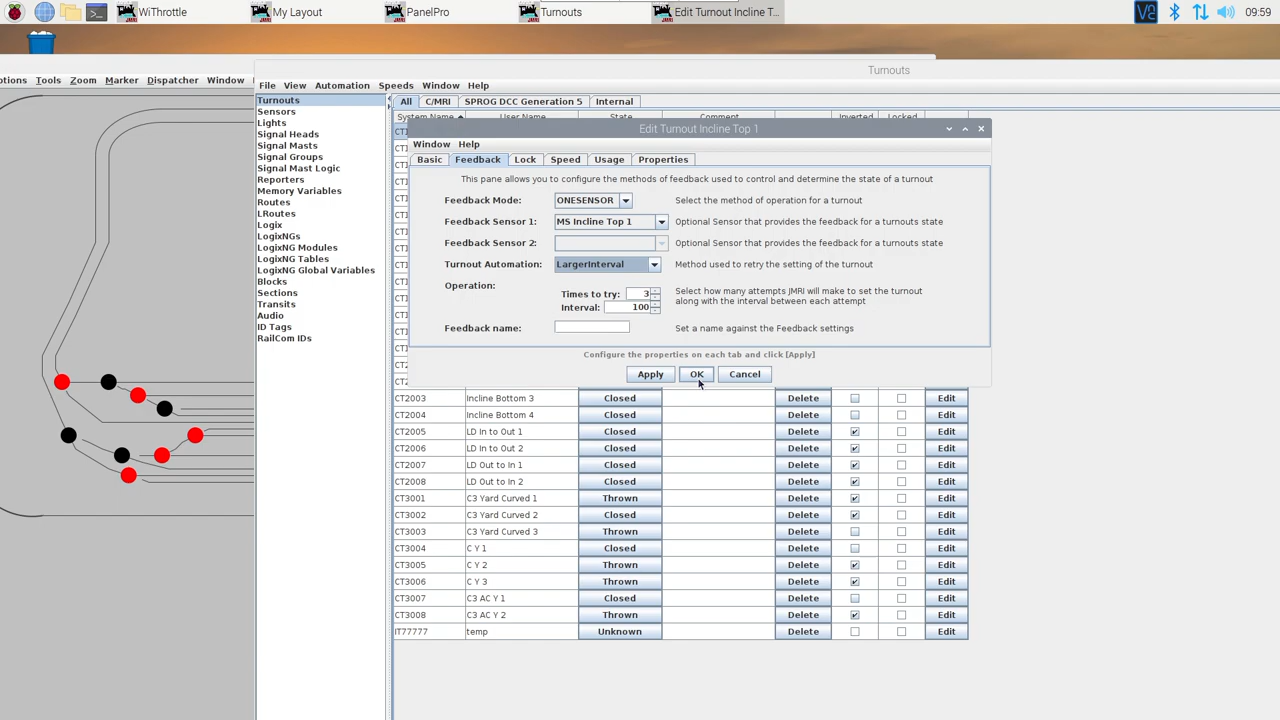 WiThrottle My Layout PanelPro Turnouts Edit Turnout Incline T... 09:59
Turnouts
ptions Tools Zoom Marker Dispatcher Window
File View Automation Speeds Window Help
Turnouts
Sensors
Lights
Signal Heads
Signal Masts
Signal Groups
Signal Mast Logic
Reporters
Memory Variables
Routes
LRoutes
Logix
LogixNGs
LogixNG Modules
LogixNG Tables
LogixNG Global Variables
Blocks
Sections
Transits
Audio
ID Tags
RailCom IDs
All C/MRI SPROG DCC Generation 5 Internal
System Name User Name State Comment Inverted Locked
Edit Turnout Incline Top 1
Window Help
Basic Feedback Lock Speed Usage Properties
This pane allows you to configure the methods of feedback used to control and determine the state of a turnout
Feedback Mode: ONESENSOR Select the method of operation for a turnout
Feedback Sensor 1: MS Incline Top 1 Optional Sensor that provides the feedback for a turnouts state
Feedback Sensor 2: Optional Sensor that provides the feedback for a turnouts state
Turnout Automation: LargerInterval Method used to retry the setting of the turnout
Operation:
Times to try: 3 Select how many attempts JMRI will make to set the turnout
Interval: 100 along with the interval between each attempt
Feedback name: Set a name against the Feedback settings
Configure the properties on each tab and click [Apply]
Apply OK Cancel
CT2003 Incline Bottom 3 Closed Delete Edit
CT2004 Incline Bottom 4 Closed Delete Edit
CT2005 LD In to Out 1 Closed Delete Edit
CT2006 LD In to Out 2 Closed Delete Edit
CT2007 LD Out to In 1 Closed Delete Edit
CT2008 LD Out to In 2 Closed Delete Edit
CT3001 C3 Yard Curved 1 Thrown Delete Edit
CT3002 C3 Yard Curved 2 Closed Delete Edit
CT3003 C3 Yard Curved 3 Thrown Delete Edit
CT3004 C Y 1 Closed Delete Edit
CT3005 C Y 2 Thrown Delete Edit
CT3006 C Y 3 Thrown Delete Edit
CT3007 C3 AC Y 1 Closed Delete Edit
CT3008 C3 AC Y 2 Thrown Delete Edit
IT77777 temp Unknown Delete Edit